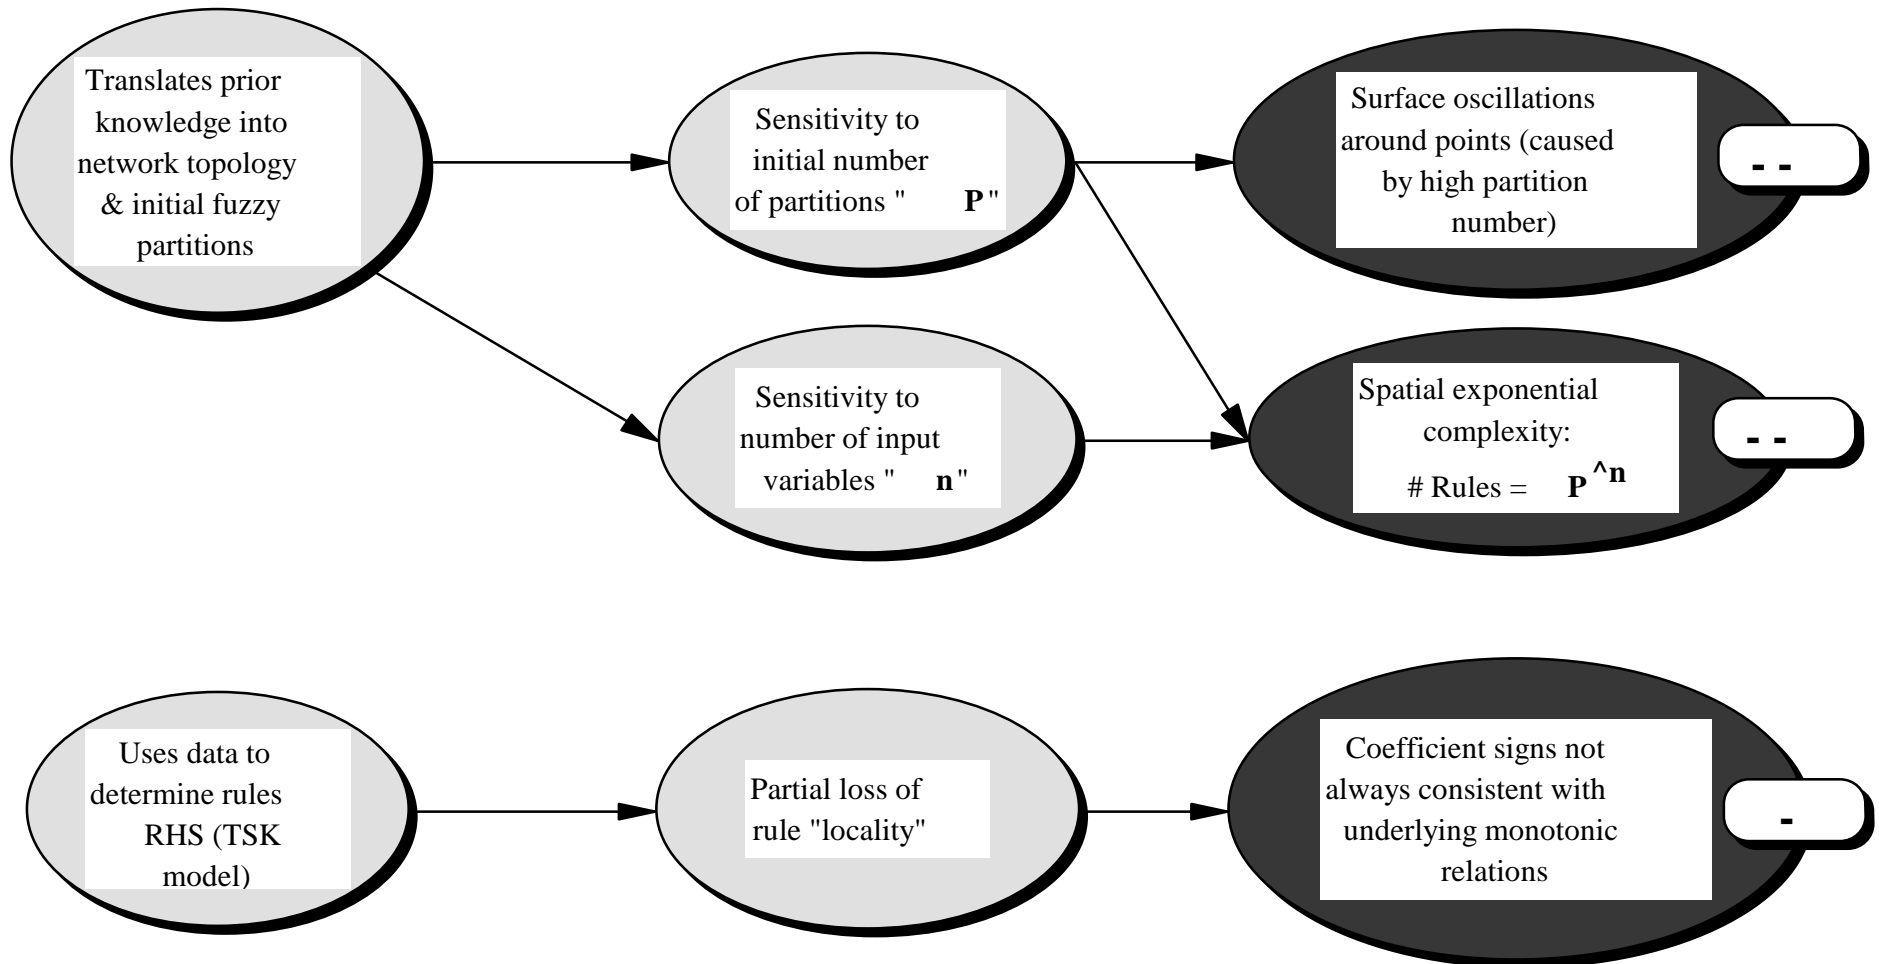 Translates prior
knowledge into
network topology
& initial fuzzy
partitions
Sensitivity to
initial number
of partitions " P"
Surface oscillations
around points (caused
by high partition
number)
- -
Sensitivity to
number of input
variables " n"
Spatial exponential
complexity:
# Rules = P ^n
- -
Uses data to
determine rules
RHS (TSK
model)
Partial loss of
rule "locality"
Coefficient signs not
always consistent with
underlying monotonic
relations
-